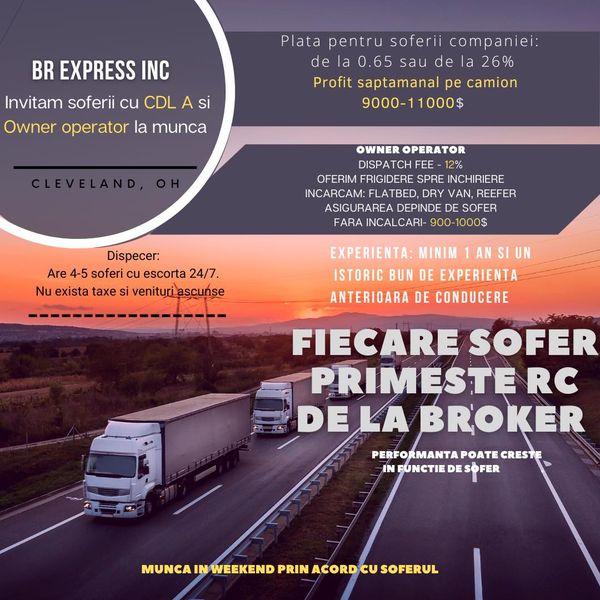 BR EXPRESS INC
Invitam soferii cu CDL A si
Owner operator la munca
CLEVELAND, OH
Plata pentru soferii companiei:
de la 0.65 sau de la 26%
Profit saptamanal pe camion
9000-11000$
OWNER OPERATOR
DISPATCH FEE - 12%
OFERIM FRIGIDERE SPRE INCHIRIERE
INCARCAM: FLATBED, DRY VAN, REEFER
ASIGURAREA DEPINDE DE SOFER
FARA INCALCARI- 900-1000$
Dispecer:
Are 4-5 soferi cu escorta 24/7.
Nu exista taxe si venituri ascunse
EXPERIENTA: MINIM 1 AN SI UN
ISTORIC BUN DE EXPERIENTA
ANTERIOARA DE CONDUCERE
FIECARE SOFER
PRIMESTE RC
DE LA BROKER
PERFORMANTA POATE CRESTE
IN FUNCTIE DE SOFER
MUNCA IN WEEKEND PRIN ACORD CU SOFERUL